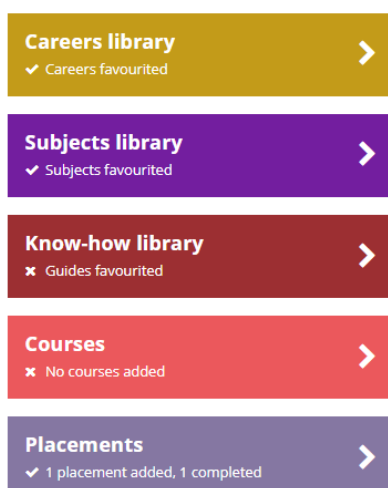 Careers library
Careers favourited
Subjects library
Subjects favourited
Know-how library
Guides favourited
Courses
No courses added
Placements
1 placement added, 1 completed